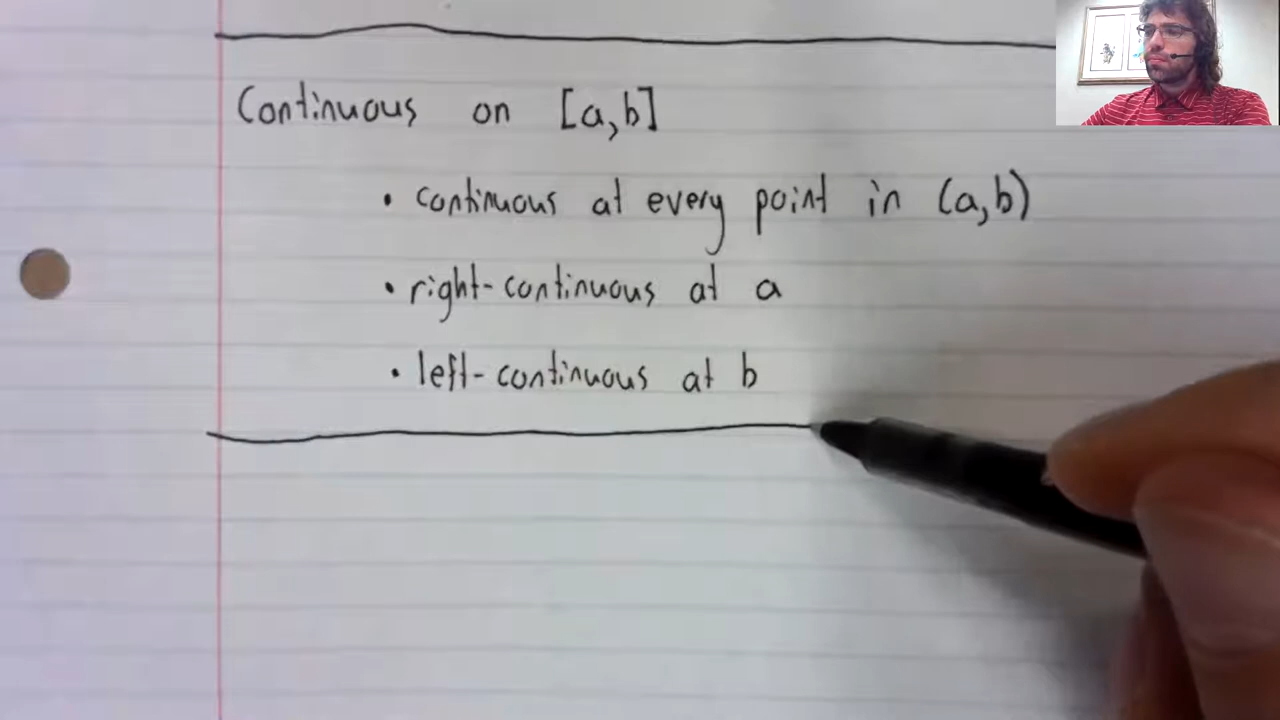 Continuous on [a,b]
• continuous at every point in (a,b)
• right-continuous at a
• left-continuous at b